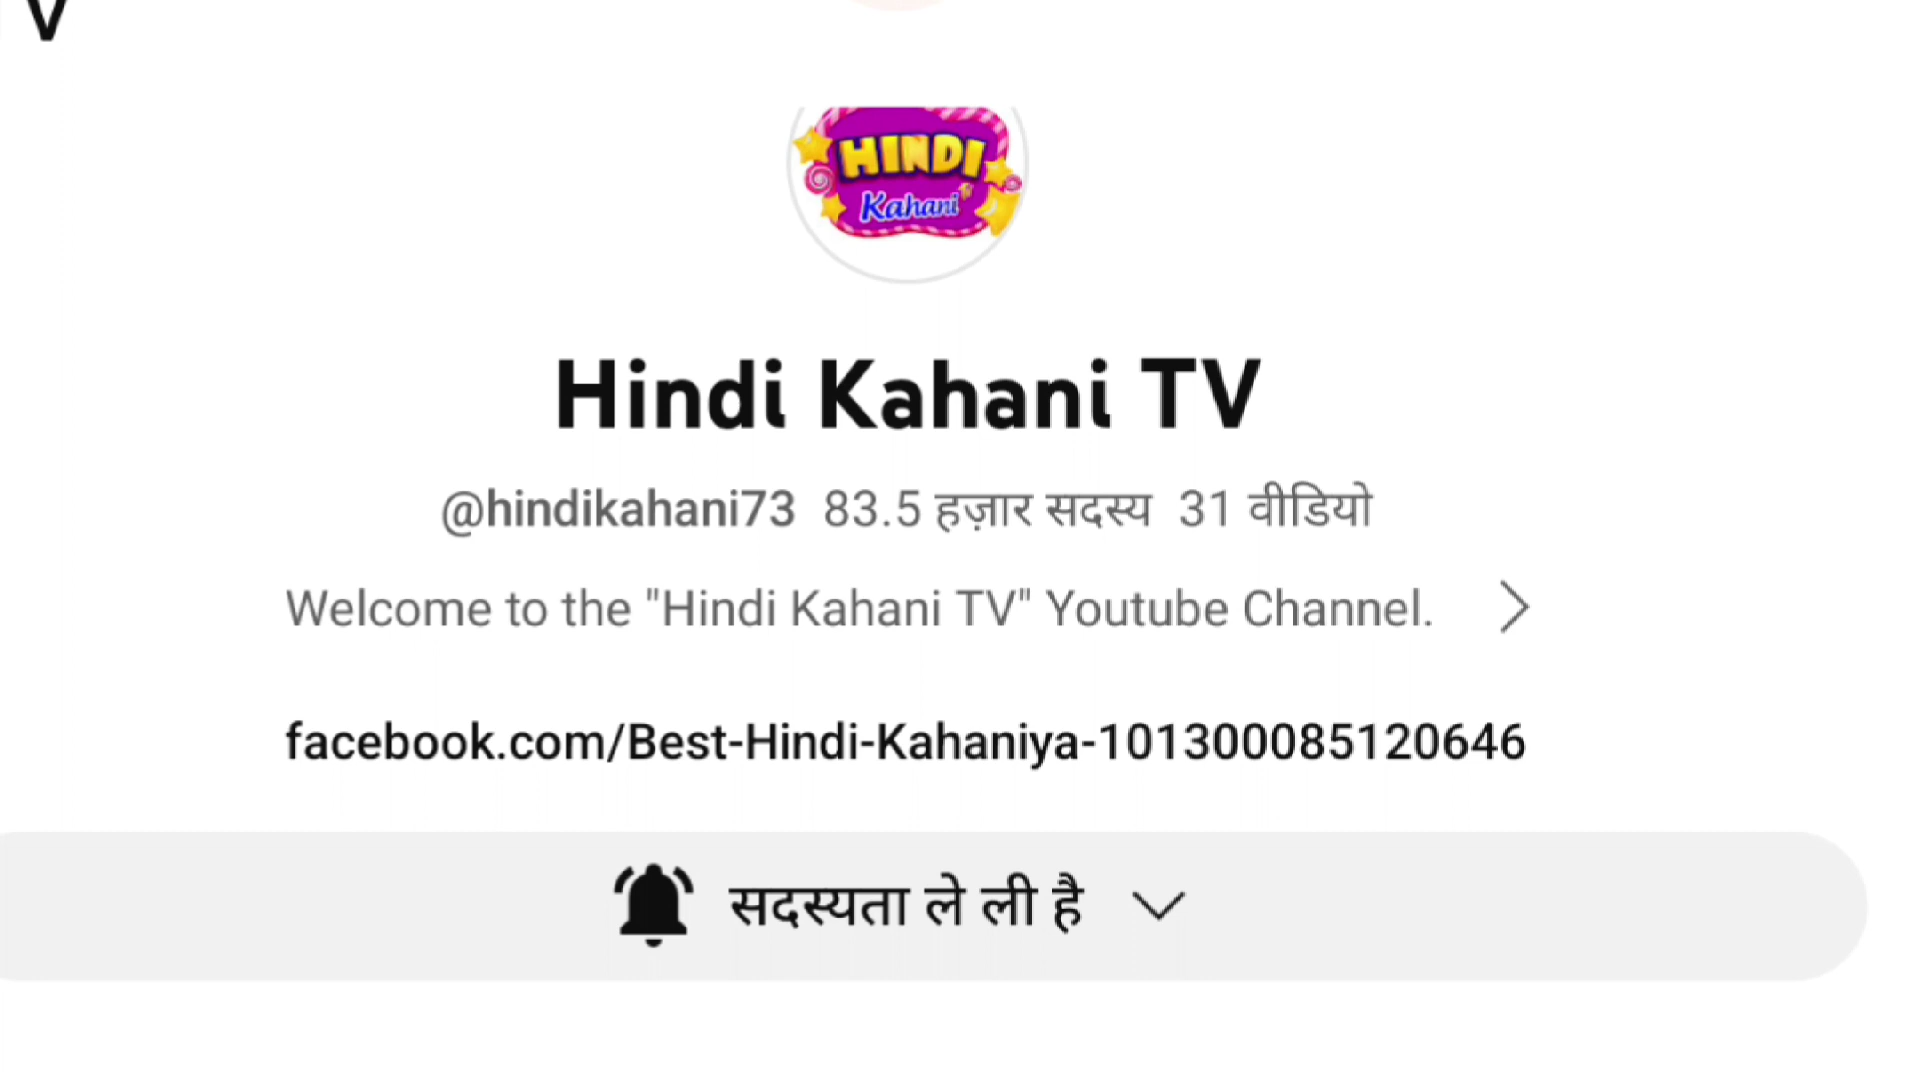 V
HINDI
Kahani
Hindi Kahani TV
@hindikahani73 83.5 हज़ार सदस्य 31 वीडियो
Welcome to the "Hindi Kahani TV" Youtube Channel.
facebook.com/Best-Hindi-Kahaniya-101300085120646
सदस्यता ले ली है